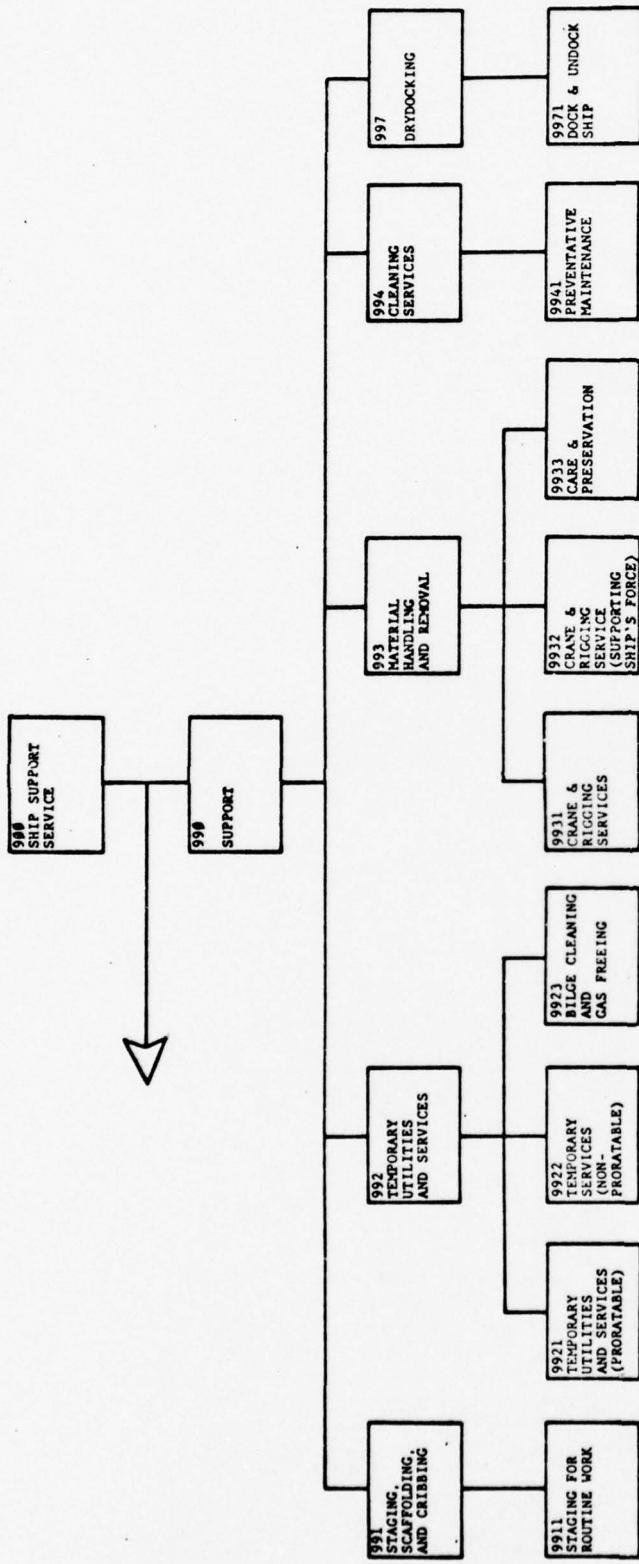 900
SHIP SUPPORT
SERVICE
990
SUPPORT
991
STAGING,
SCAFFOLDING,
AND CRIBBING
992
TEMPORARY
UTILITIES
AND SERVICES
993
MATERIAL
HANDLING
AND REMOVAL
994
CLEANING
SERVICES
997
DRYDOCKING
9911
STAGING FOR
ROUTINE WORK
9921
TEMPORARY
UTILITIES
AND SERVICES
(PRORATABLE)
9922
TEMPORARY
SERVICES
(NON-
PRORATABLE)
9923
BILGE CLEANING
AND
GAS FREEING
9931
CRANE &
RIGGING
SERVICES
9932
CRANE &
RIGGING
SERVICE
(SUPPORTING
SHIP'S FORCE)
9933
CARE &
PRESERVATION
9941
PREVENTATIVE
MAINTENANCE
9971
DOCK & UNDOCK
SHIP